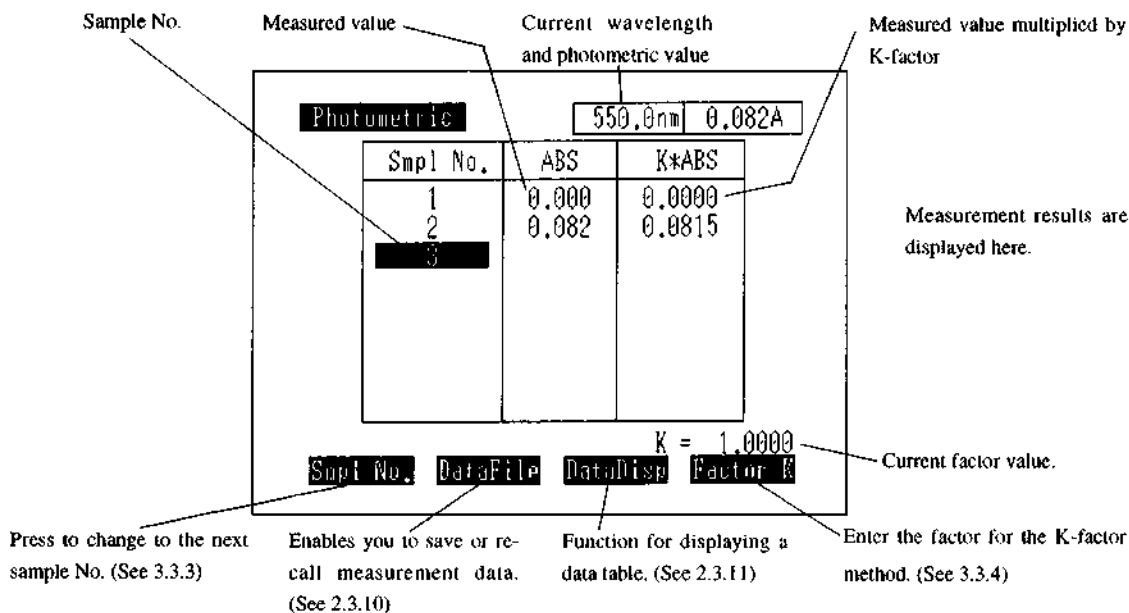 Sample No.
Measured value
Current wavelength
and photometric value
Measured value multiplied by
K-factor
Photometric
550.0nm 0.082A
Smpl No. ABS K*ABS
1 0.000 0.0000
2 0.082 0.0815
3
Measurement results are
displayed here.
K = 1.0000
Current factor value.
Smpl No. DataFile DataDisp Factor K
Press to change to the next
sample No. (See 3.3.3)
Enables you to save or re-
call measurement data.
(See 2.3.10)
Function for displaying a
data table. (See 2.3.11)
Enter the factor for the K-factor
method. (See 3.3.4)